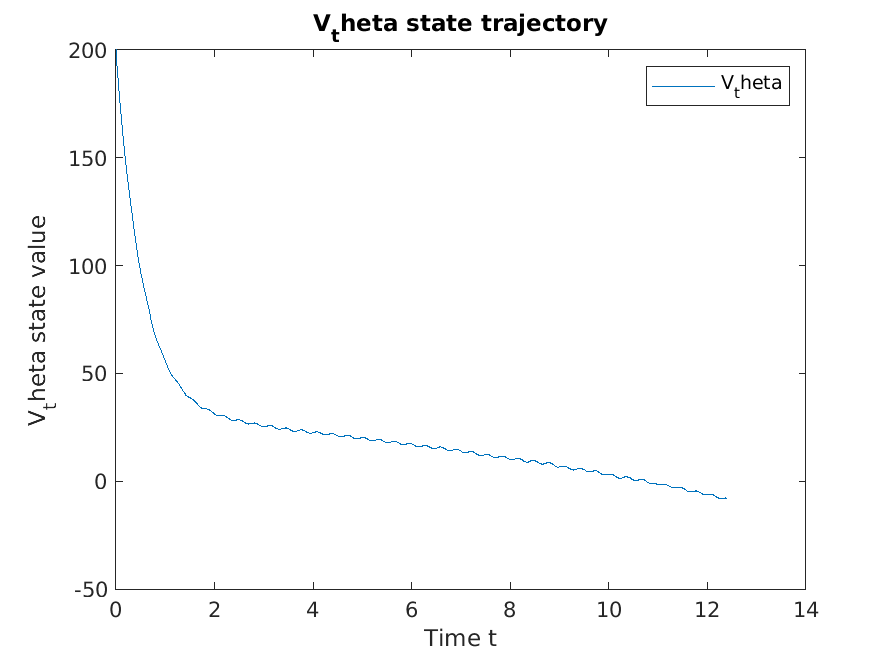 V_theta state trajectory
V_theta
200
150
100
50
0
-50
V_theta state value
0 2 4 6 8 10 12 14
Time t